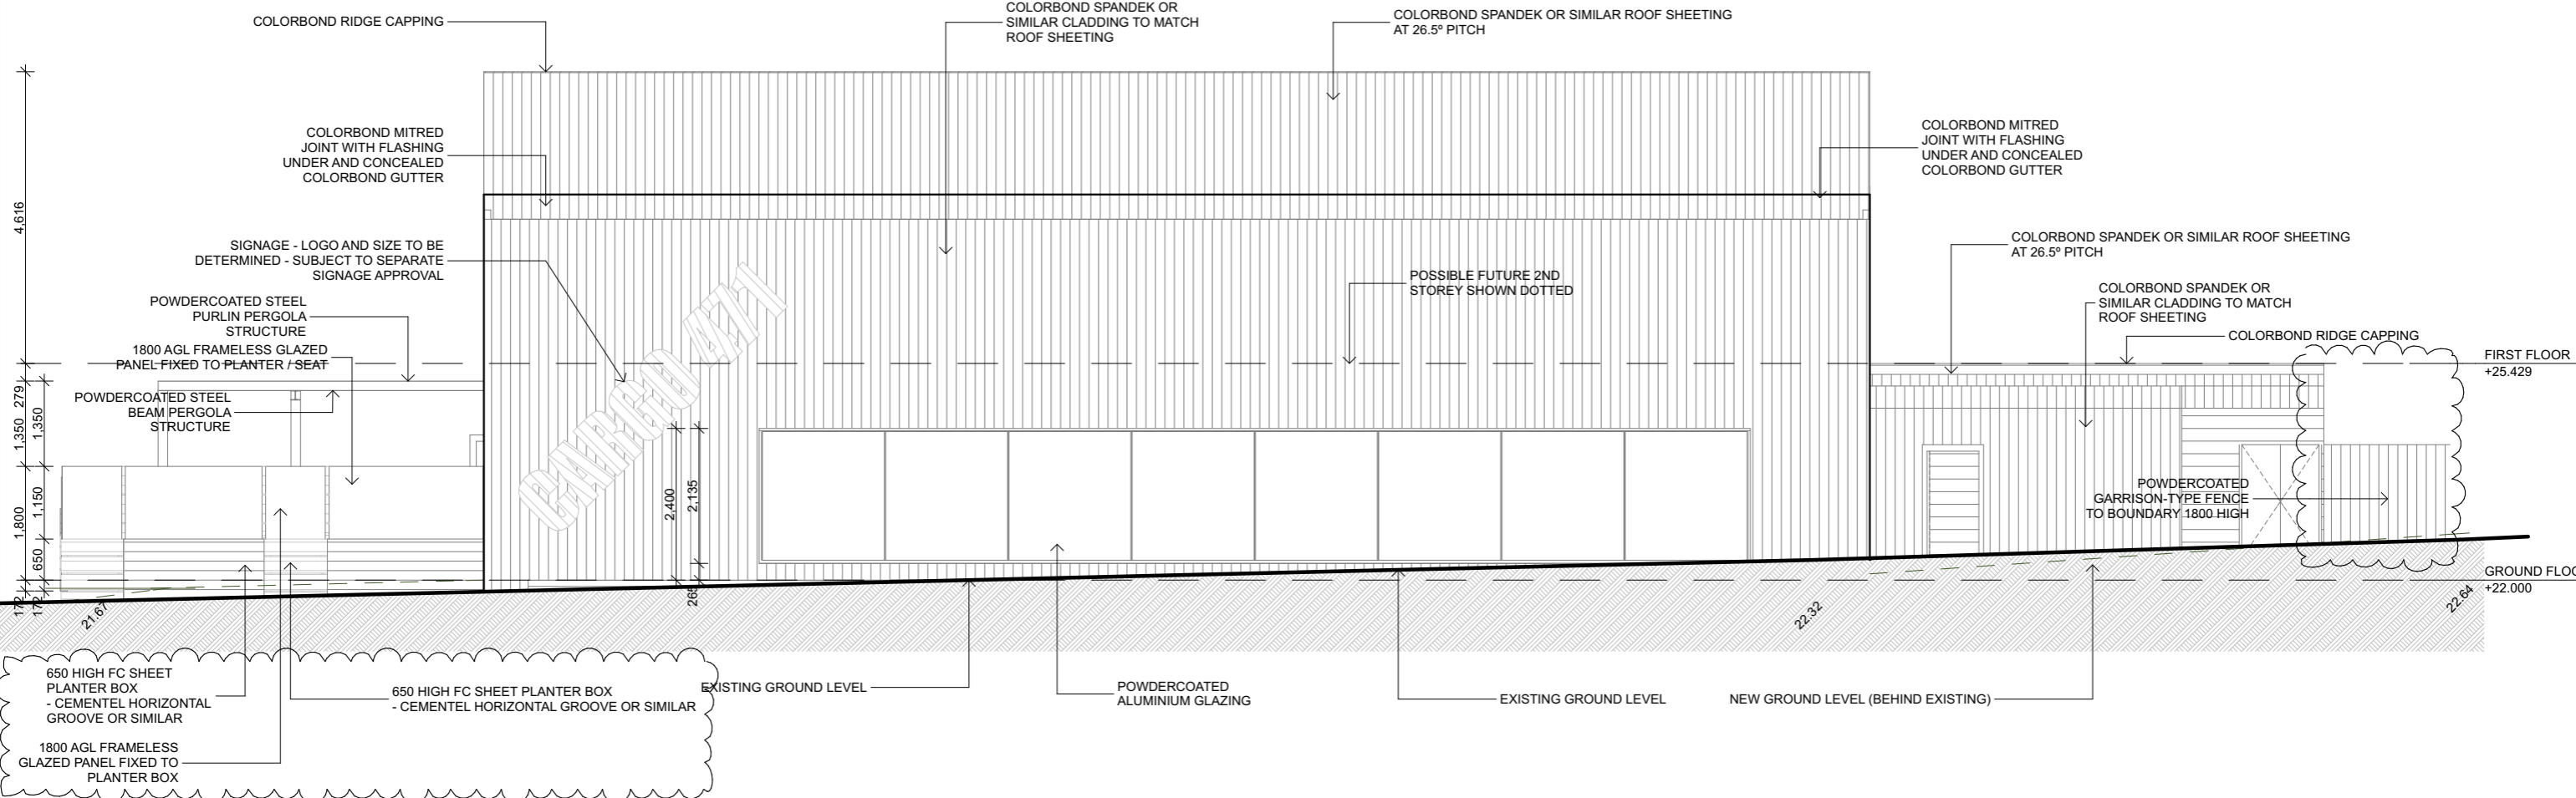 COLORBOND RIDGE CAPPING
COLORBOND SPANDEK OR
SIMILAR CLADDING TO MATCH
ROOF SHEETING
COLORBOND SPANDEK OR SIMILAR ROOF SHEETING
AT 26.5º PITCH
COLORBOND MITRED
JOINT WITH FLASHING
UNDER AND CONCEALED
COLORBOND GUTTER
COLORBOND MITRED
JOINT WITH FLASHING
UNDER AND CONCEALED
COLORBOND GUTTER
SIGNAGE - LOGO AND SIZE TO BE
DETERMINED - SUBJECT TO SEPARATE
SIGNAGE APPROVAL
COLORBOND SPANDEK OR SIMILAR ROOF SHEETING
AT 26.5º PITCH
POSSIBLE FUTURE 2ND
STOREY SHOWN DOTTED
COLORBOND SPANDEK OR
SIMILAR CLADDING TO MATCH
ROOF SHEETING
POWDERCOATED STEEL
PURLIN PERGOLA
STRUCTURE
COLORBOND RIDGE CAPPING
1800 AGL FRAMELESS GLAZED
PANEL FIXED TO PLANTER / SEAT
FIRST FLOOR
+25.429
POWDERCOATED STEEL
BEAM PERGOLA
STRUCTURE
CARGO 471
4,616
279
1,350
1,350
1,800
1,150
650
172
172
2,400
2,135
265
POWDERCOATED
GARRISON-TYPE FENCE
TO BOUNDARY 1800 HIGH
GROUND FLOO
+22.000
21.67
22.32
22.64
650 HIGH FC SHEET
PLANTER BOX
- CEMENTEL HORIZONTAL
GROOVE OR SIMILAR
650 HIGH FC SHEET PLANTER BOX
- CEMENTEL HORIZONTAL GROOVE OR SIMILAR
1800 AGL FRAMELESS
GLAZED PANEL FIXED TO
PLANTER BOX
EXISTING GROUND LEVEL
POWDERCOATED
ALUMINIUM GLAZING
EXISTING GROUND LEVEL
NEW GROUND LEVEL (BEHIND EXISTING)